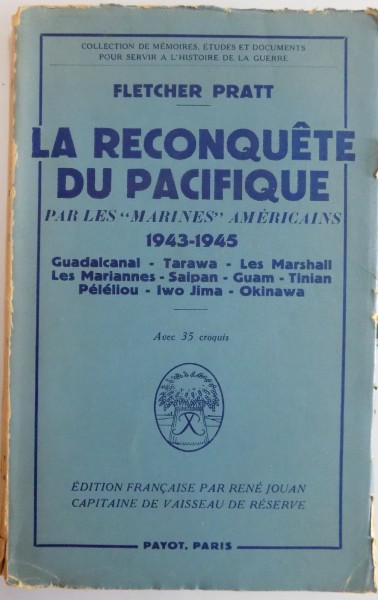 COLLECTION DE MÉMOIRES, ÉTUDES ET DOCUMENTS
POUR SERVIR A L'HISTOIRE DE LA GUERRE
FLETCHER PRATT
LA RECONQUÊTE
DU PACIFIQUE
PAR LES "MARINES" AMÉRICAINS
1943-1945
Guadalcanal - Tarawa - Les Marshall
Les Mariannes - Saipan - Guam - Tinian
Péléliou - Iwo Jima - Okinawa
Avec 35 croquis
ÉDITION FRANÇAISE PAR RENÉ JOUAN
CAPITAINE DE VAISSEAU DE RÉSERVE
PAYOT, PARIS